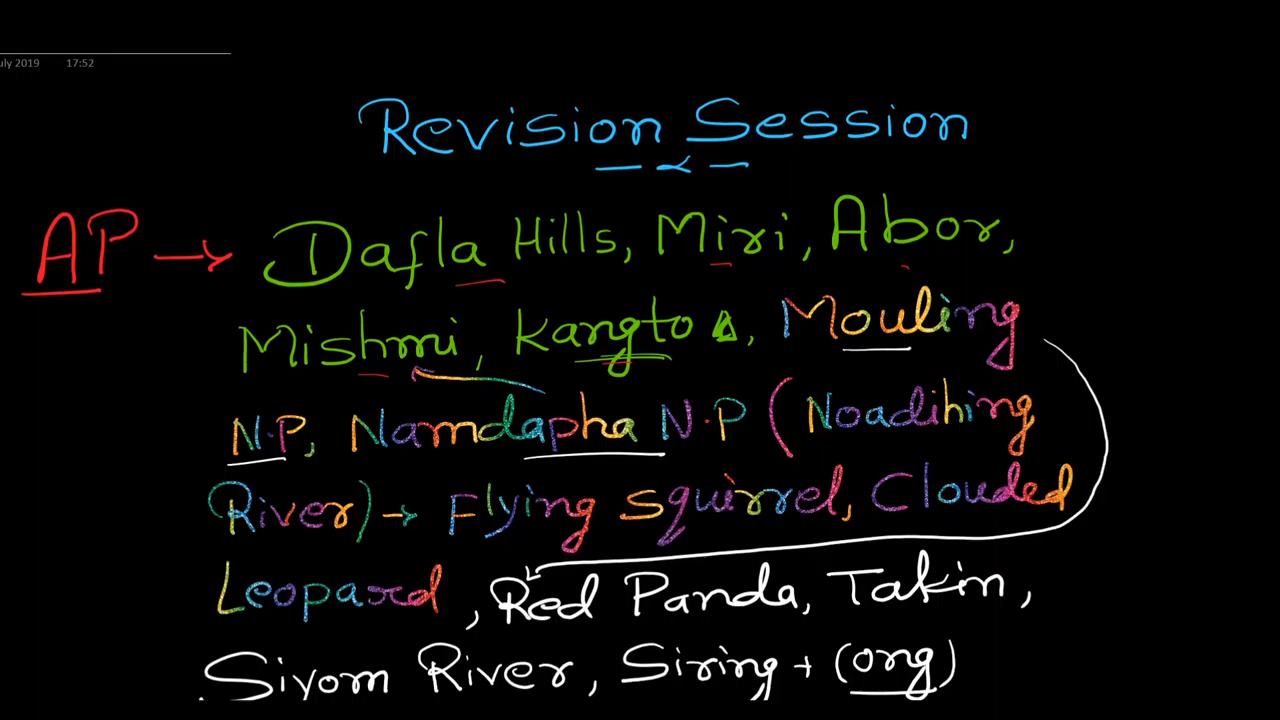 uly 2019 17:52
Revision Session
AP → Dafla Hills, Miri, Abor,
Mishmi, Kangto ▲, Mouling
N.P, Namdapha N.P (Noadihing
River) → Flying Squirrel, Clouded
Leopard, Red Panda, Takin,
Siyom River, Siring + (ong)